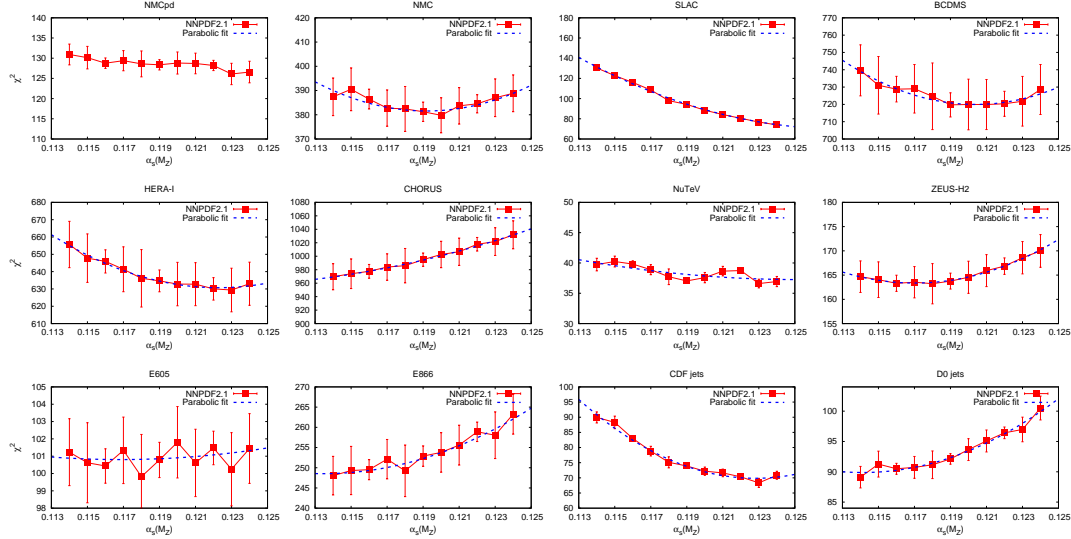 NMCpd
χ²
140
135
130
125
120
115
110
NNPDF2.1
0.113 0.115 0.117 0.119 0.121 0.123 0.125
αs(MZ)
NMC
420
410
400
390
380
370
NNPDF2.1
Parabolic fit
0.113 0.115 0.117 0.119 0.121 0.123 0.125
αs(MZ)
SLAC
180
160
140
120
100
80
60
NNPDF2.1
Parabolic fit
0.113 0.115 0.117 0.119 0.121 0.123 0.125
αs(MZ)
BCDMS
770
760
750
740
730
720
710
700
NNPDF2.1
Parabolic fit
0.113 0.115 0.117 0.119 0.121 0.123 0.125
αs(MZ)
HERA-I
χ²
680
670
660
650
640
630
620
610
NNPDF2.1
Parabolic fit
0.113 0.115 0.117 0.119 0.121 0.123 0.125
αs(MZ)
CHORUS
1080
1060
1040
1020
1000
980
960
940
920
900
NNPDF2.1
Parabolic fit
0.113 0.115 0.117 0.119 0.121 0.123 0.125
αs(MZ)
NuTeV
50
45
40
35
30
NNPDF2.1
Parabolic fit
0.113 0.115 0.117 0.119 0.121 0.123 0.125
αs(MZ)
ZEUS-H2
180
175
170
165
160
155
NNPDF2.1
Parabolic fit
0.113 0.115 0.117 0.119 0.121 0.123 0.125
αs(MZ)
E605
χ²
105
104
103
102
101
100
99
98
NNPDF2.1
Parabolic fit
0.113 0.115 0.117 0.119 0.121 0.123 0.125
αs(MZ)
E866
270
265
260
255
250
245
240
NNPDF2.1
Parabolic fit
0.113 0.115 0.117 0.119 0.121 0.123 0.125
αs(MZ)
CDF jets
100
95
90
85
80
75
70
65
60
NNPDF2.1
Parabolic fit
0.113 0.115 0.117 0.119 0.121 0.123 0.125
αs(MZ)
D0 jets
100
95
90
85
NNPDF2.1
Parabolic fit
0.113 0.115 0.117 0.119 0.121 0.123 0.125
αs(MZ)